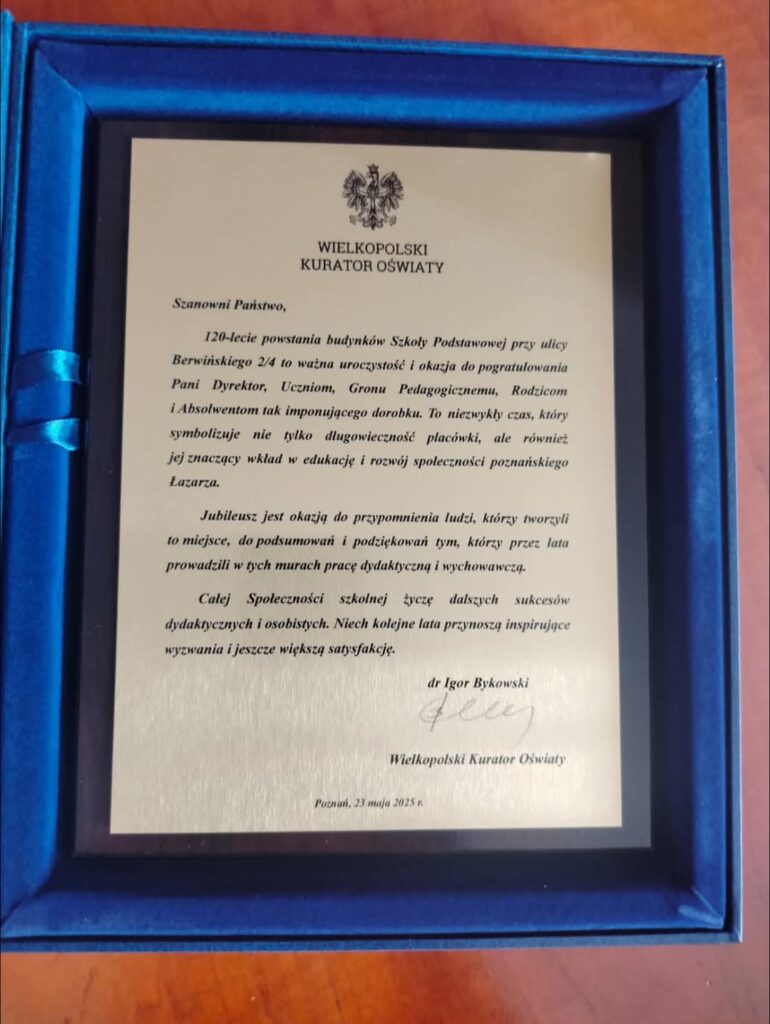 WIELKOPOLSKI
KURATOR OŚWIATY
Szanowni Państwo,
120-lecie powstania budynków Szkoły Podstawowej przy ulicy
Berwińskiego 2/4 to ważna uroczystość i okazja do pogratulowania
Pani Dyrektor, Uczniom, Gronu Pedagogicznemu, Rodzicom
i Absolwentom tak imponującego dorobku. To niezwykły czas, który
symbolizuje nie tylko długowieczność placówki, ale również
jej znaczący wkład w edukację i rozwój społeczności poznańskiego
Łazarza.
Jubileusz jest okazją do przypomnienia ludzi, którzy tworzyli
to miejsce, do podsumowań i podziękowań tym, którzy przez lata
prowadzili w tych murach pracę dydaktyczną i wychowawczą.
Całej Społeczności szkolnej życzę dalszych sukcesów
dydaktycznych i osobistych. Niech kolejne lata przynoszą inspirujące
wyzwania i jeszcze większą satysfakcję.
dr Igor Bykowski
Wielkopolski Kurator Oświaty
Poznań, 23 maja 2025 r.